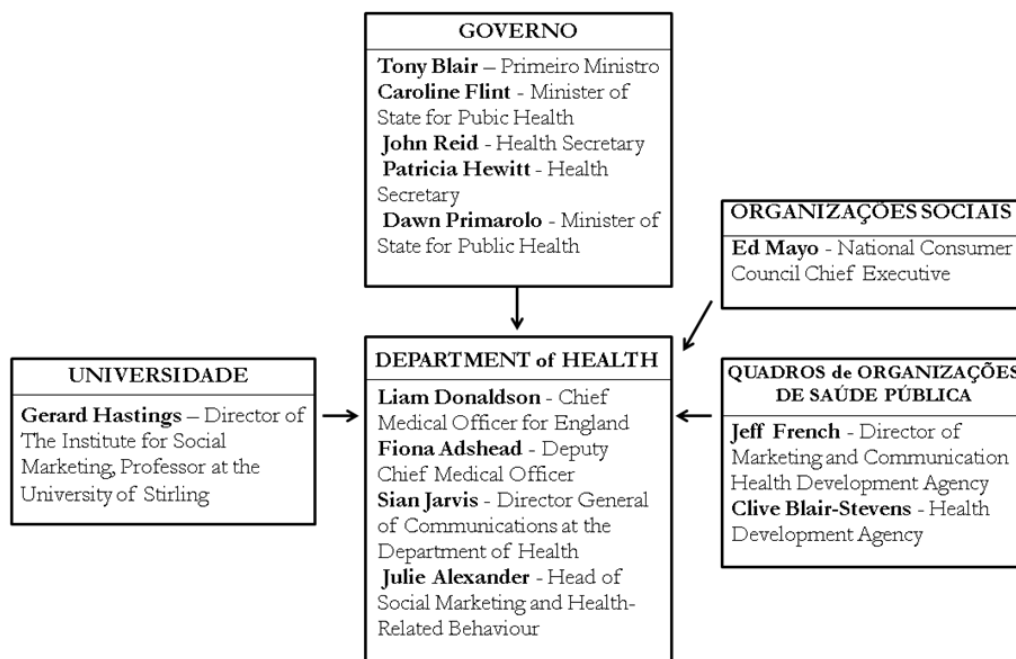 GOVERNO
Tony Blair – Primeiro Ministro
Caroline Flint - Minister of
State for Pubic Health
John Reid - Health Secretary
Patricia Hewitt - Health
Secretary
Dawn Primarolo - Minister of
State for Public Health
ORGANIZAÇÕES SOCIAIS
Ed Mayo - National Consumer
Council Chief Executive
UNIVERSIDADE
Gerard Hastings – Director of
The Institute for Social
Marketing, Professor at the
University of Stirling
DEPARTMENT of HEALTH
Liam Donaldson - Chief
Medical Officer for England
Fiona Adshead - Deputy
Chief Medical Officer
Sian Jarvis - Director General
of Communications at the
Department of Health
Julie Alexander - Head of
Social Marketing and Health-
Related Behaviour
QUADROS de ORGANIZAÇÕES
DE SAÚDE PÚBLICA
Jeff French - Director of
Marketing and Communication
Health Development Agency
Clive Blair-Stevens - Health
Development Agency